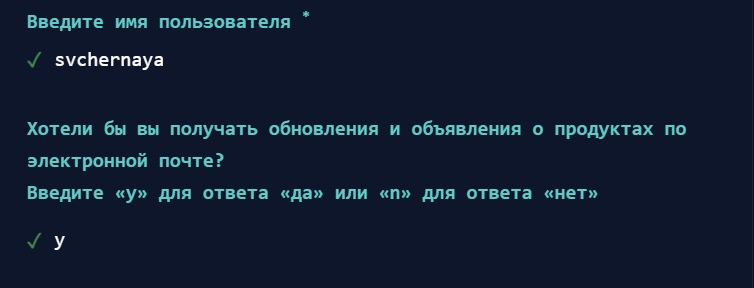 Введите имя пользователя *
✓ svchernaya
Хотели бы вы получать обновления и объявления о продуктах по
электронной почте?
Введите «y» для ответа «да» или «n» для ответа «нет»
✓ y